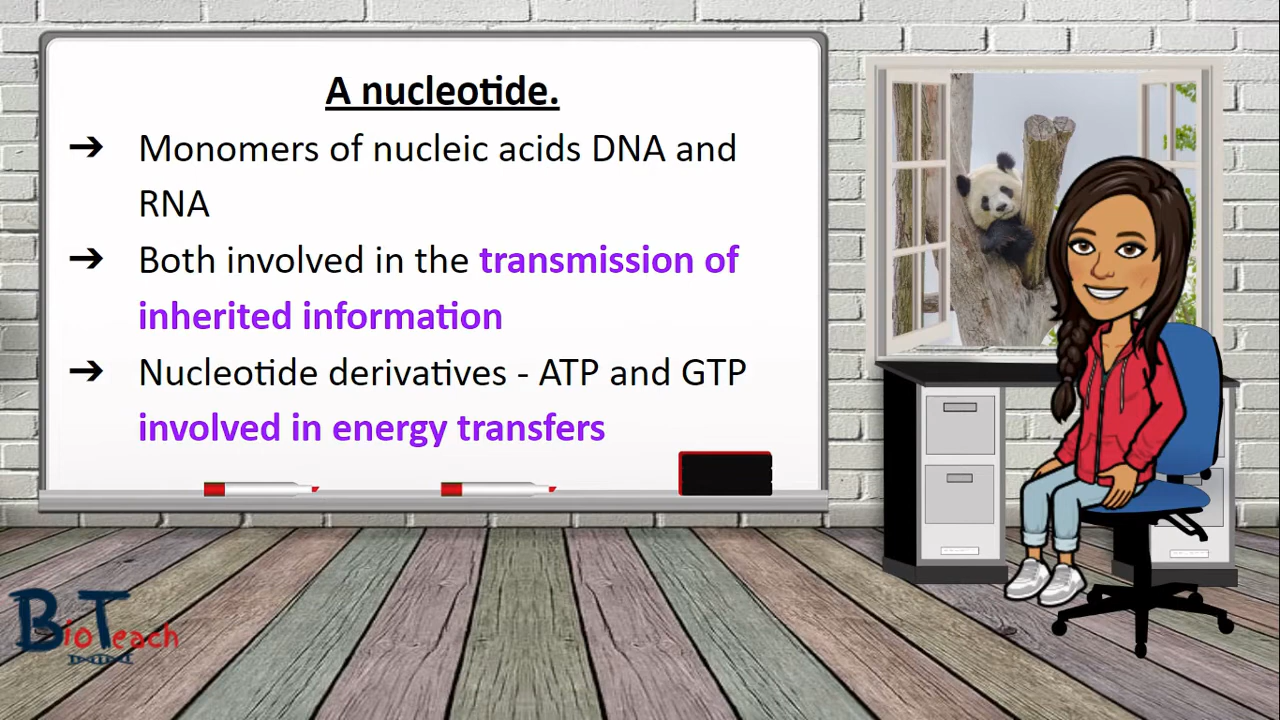 A nucleotide.
➔ Monomers of nucleic acids DNA and
RNA
➔ Both involved in the transmission of
inherited information
➔ Nucleotide derivatives - ATP and GTP
involved in energy transfers
BioTeach